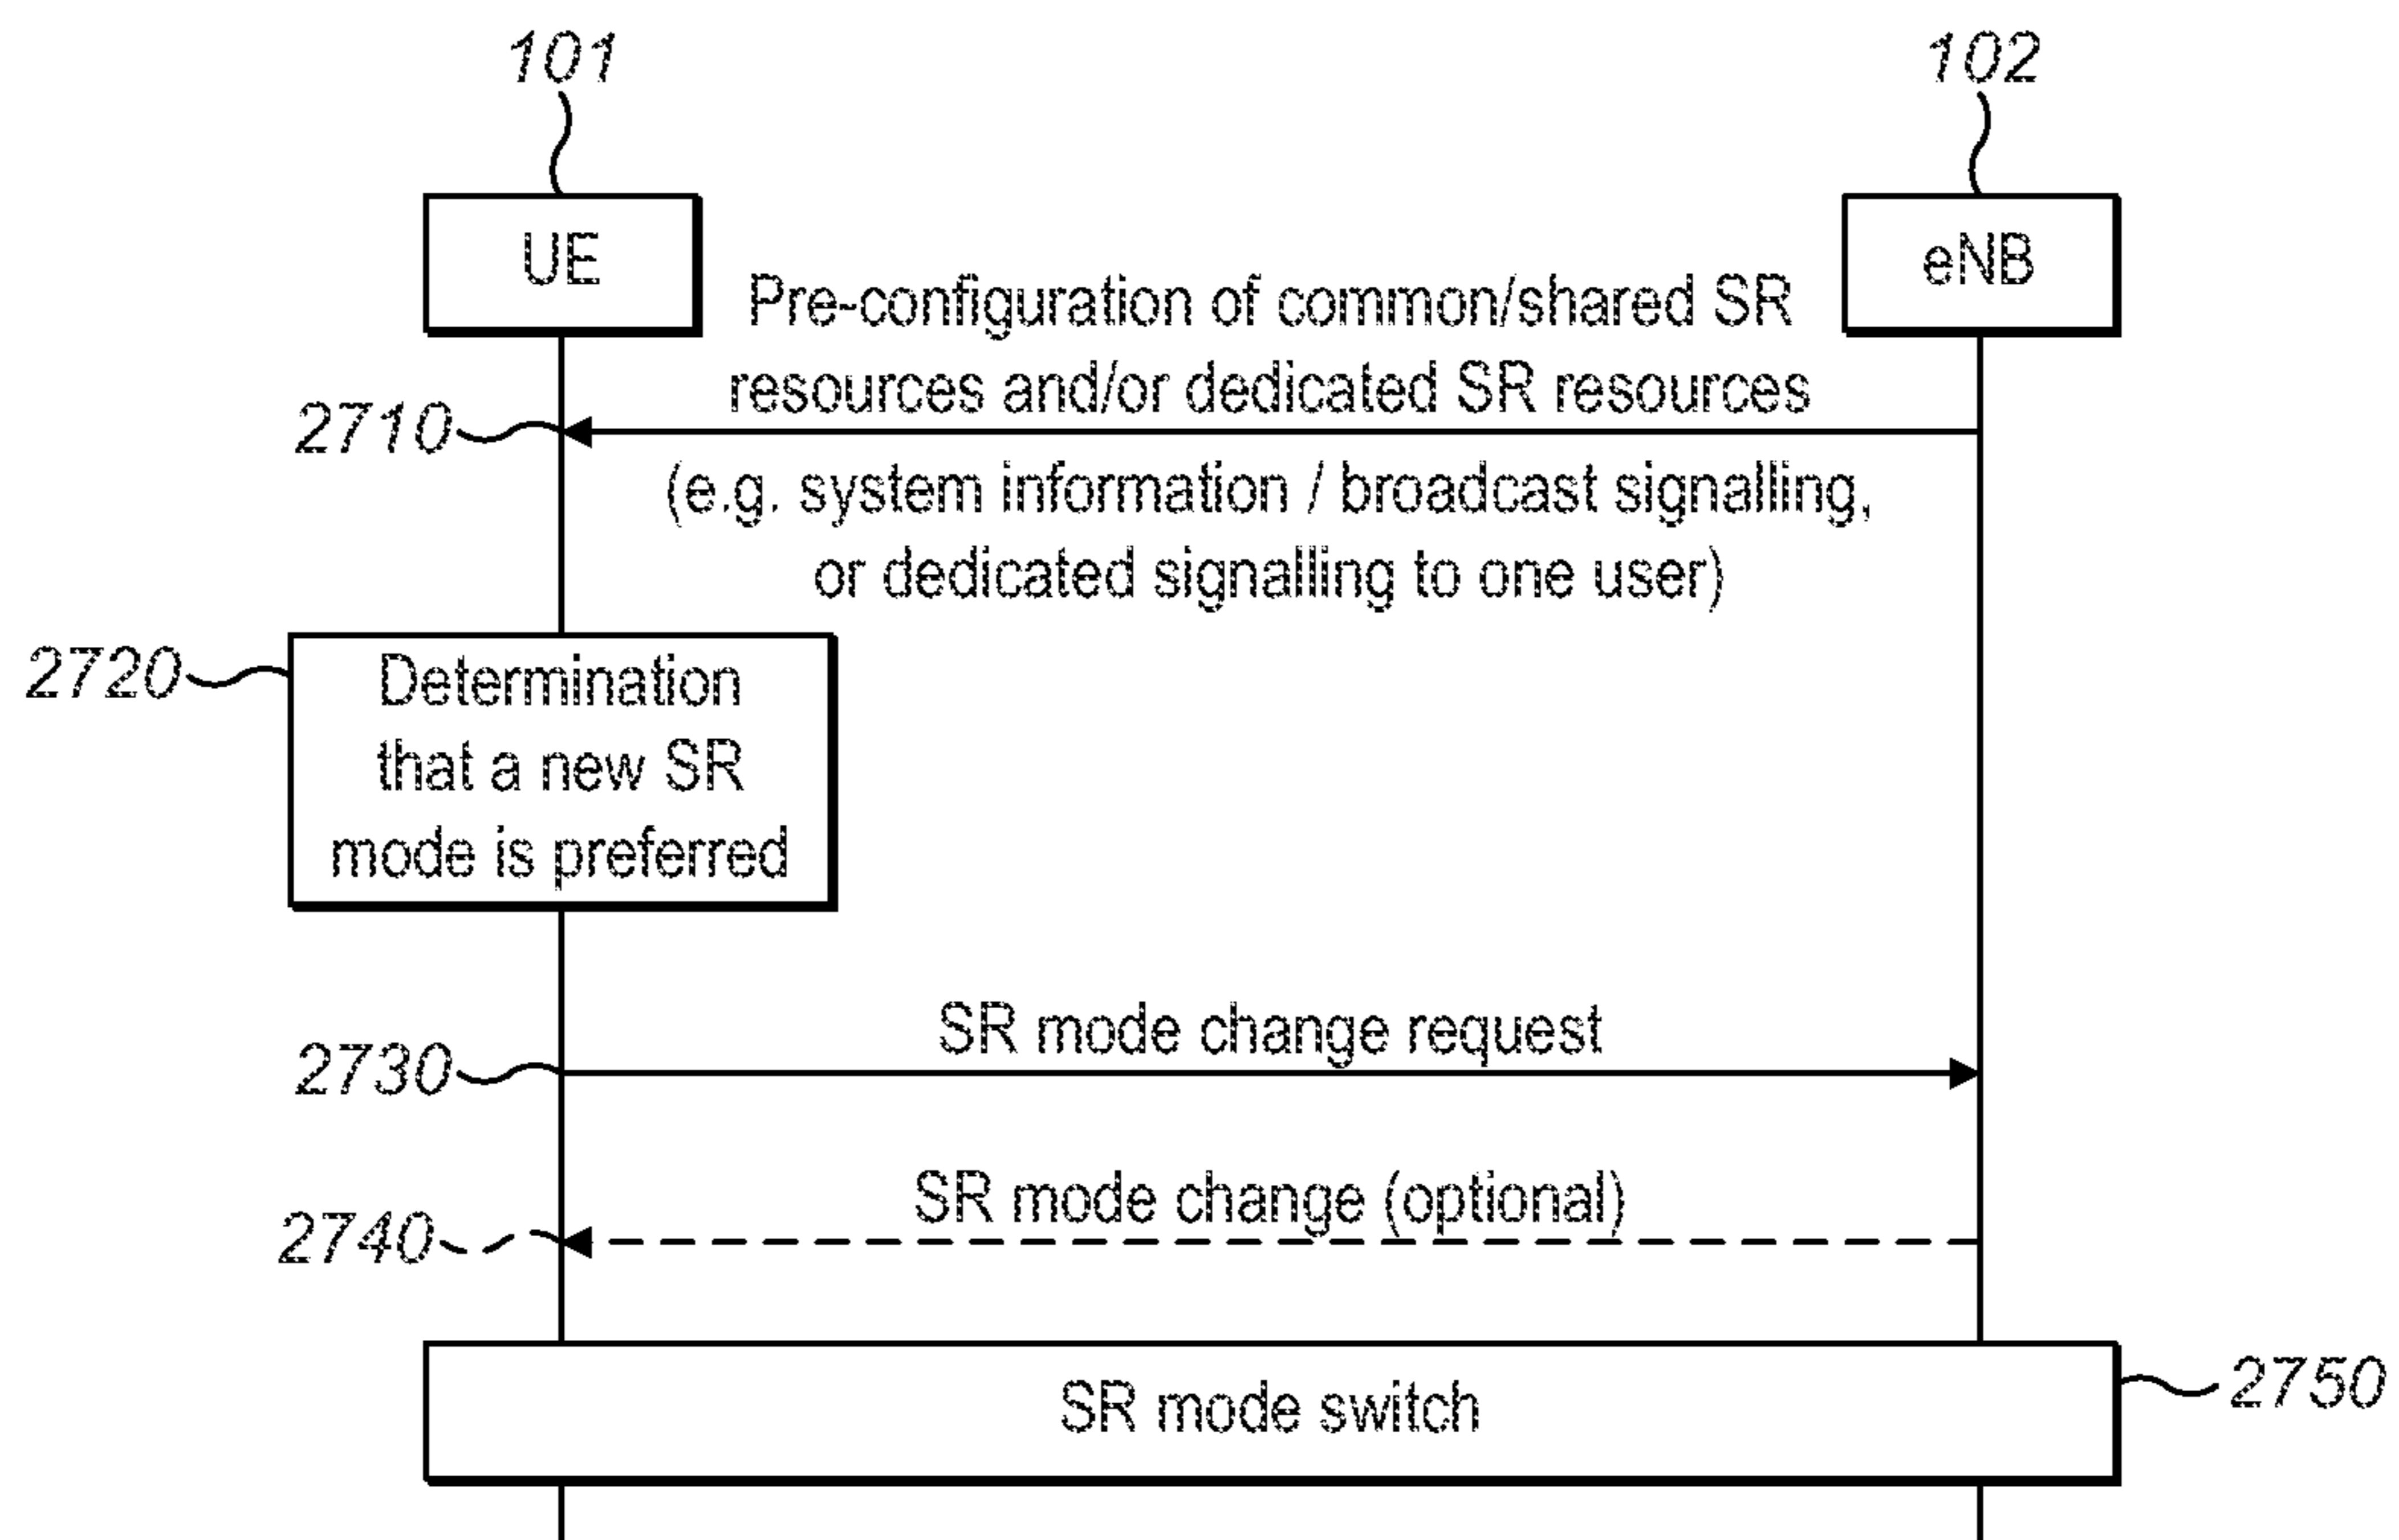 101
102
UE
eNB
Pre-configuration of common/shared SR
resources and/or dedicated SR resources
2710
(e.g. system information / broadcast signalling,
or dedicated signalling to one user)
2720
Determination
that a new SR
mode is preferred
SR mode change request
2730
SR mode change (optional)
2740
SR mode switch
2750